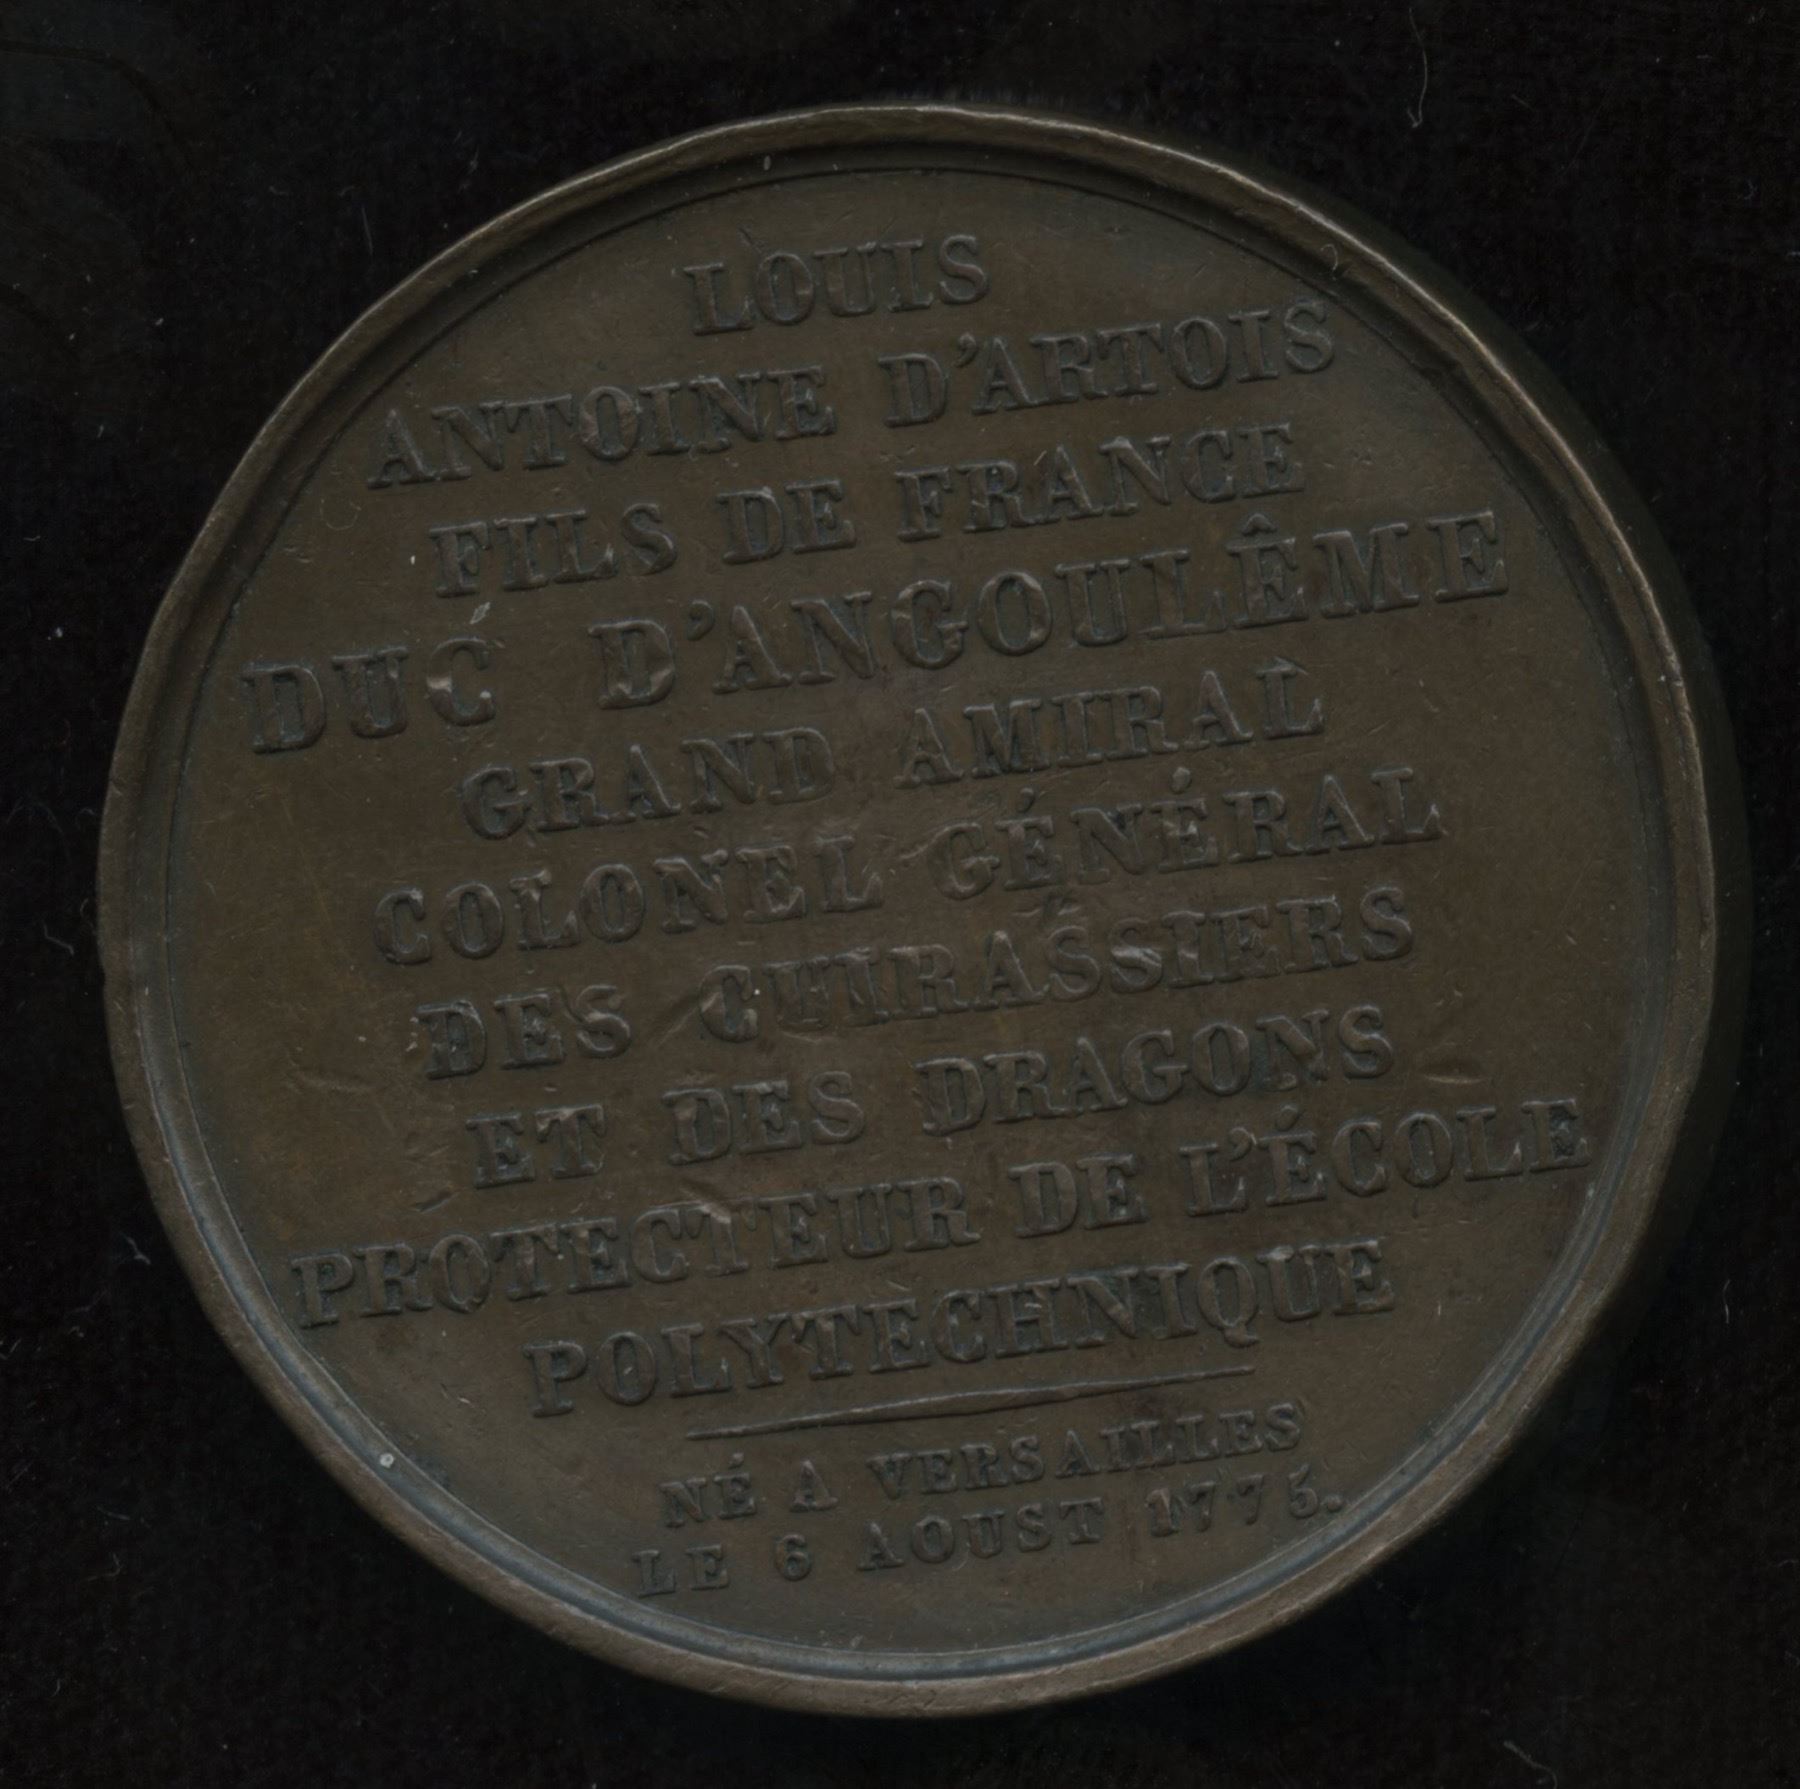 LOUIS
ANTOINE D'ARTOIS
FILS DE FRANCE
DUC D'ANGOULÊME
GRAND AMIRAL
COLONEL GÉNÉRAL
DES CUIRASSIERS
ET DES DRAGONS
PROTECTEUR DE L'ÉCOLE
POLYTECHNIQUE
NÉ A VERSAILLES
LE 6 AOUST 1775.